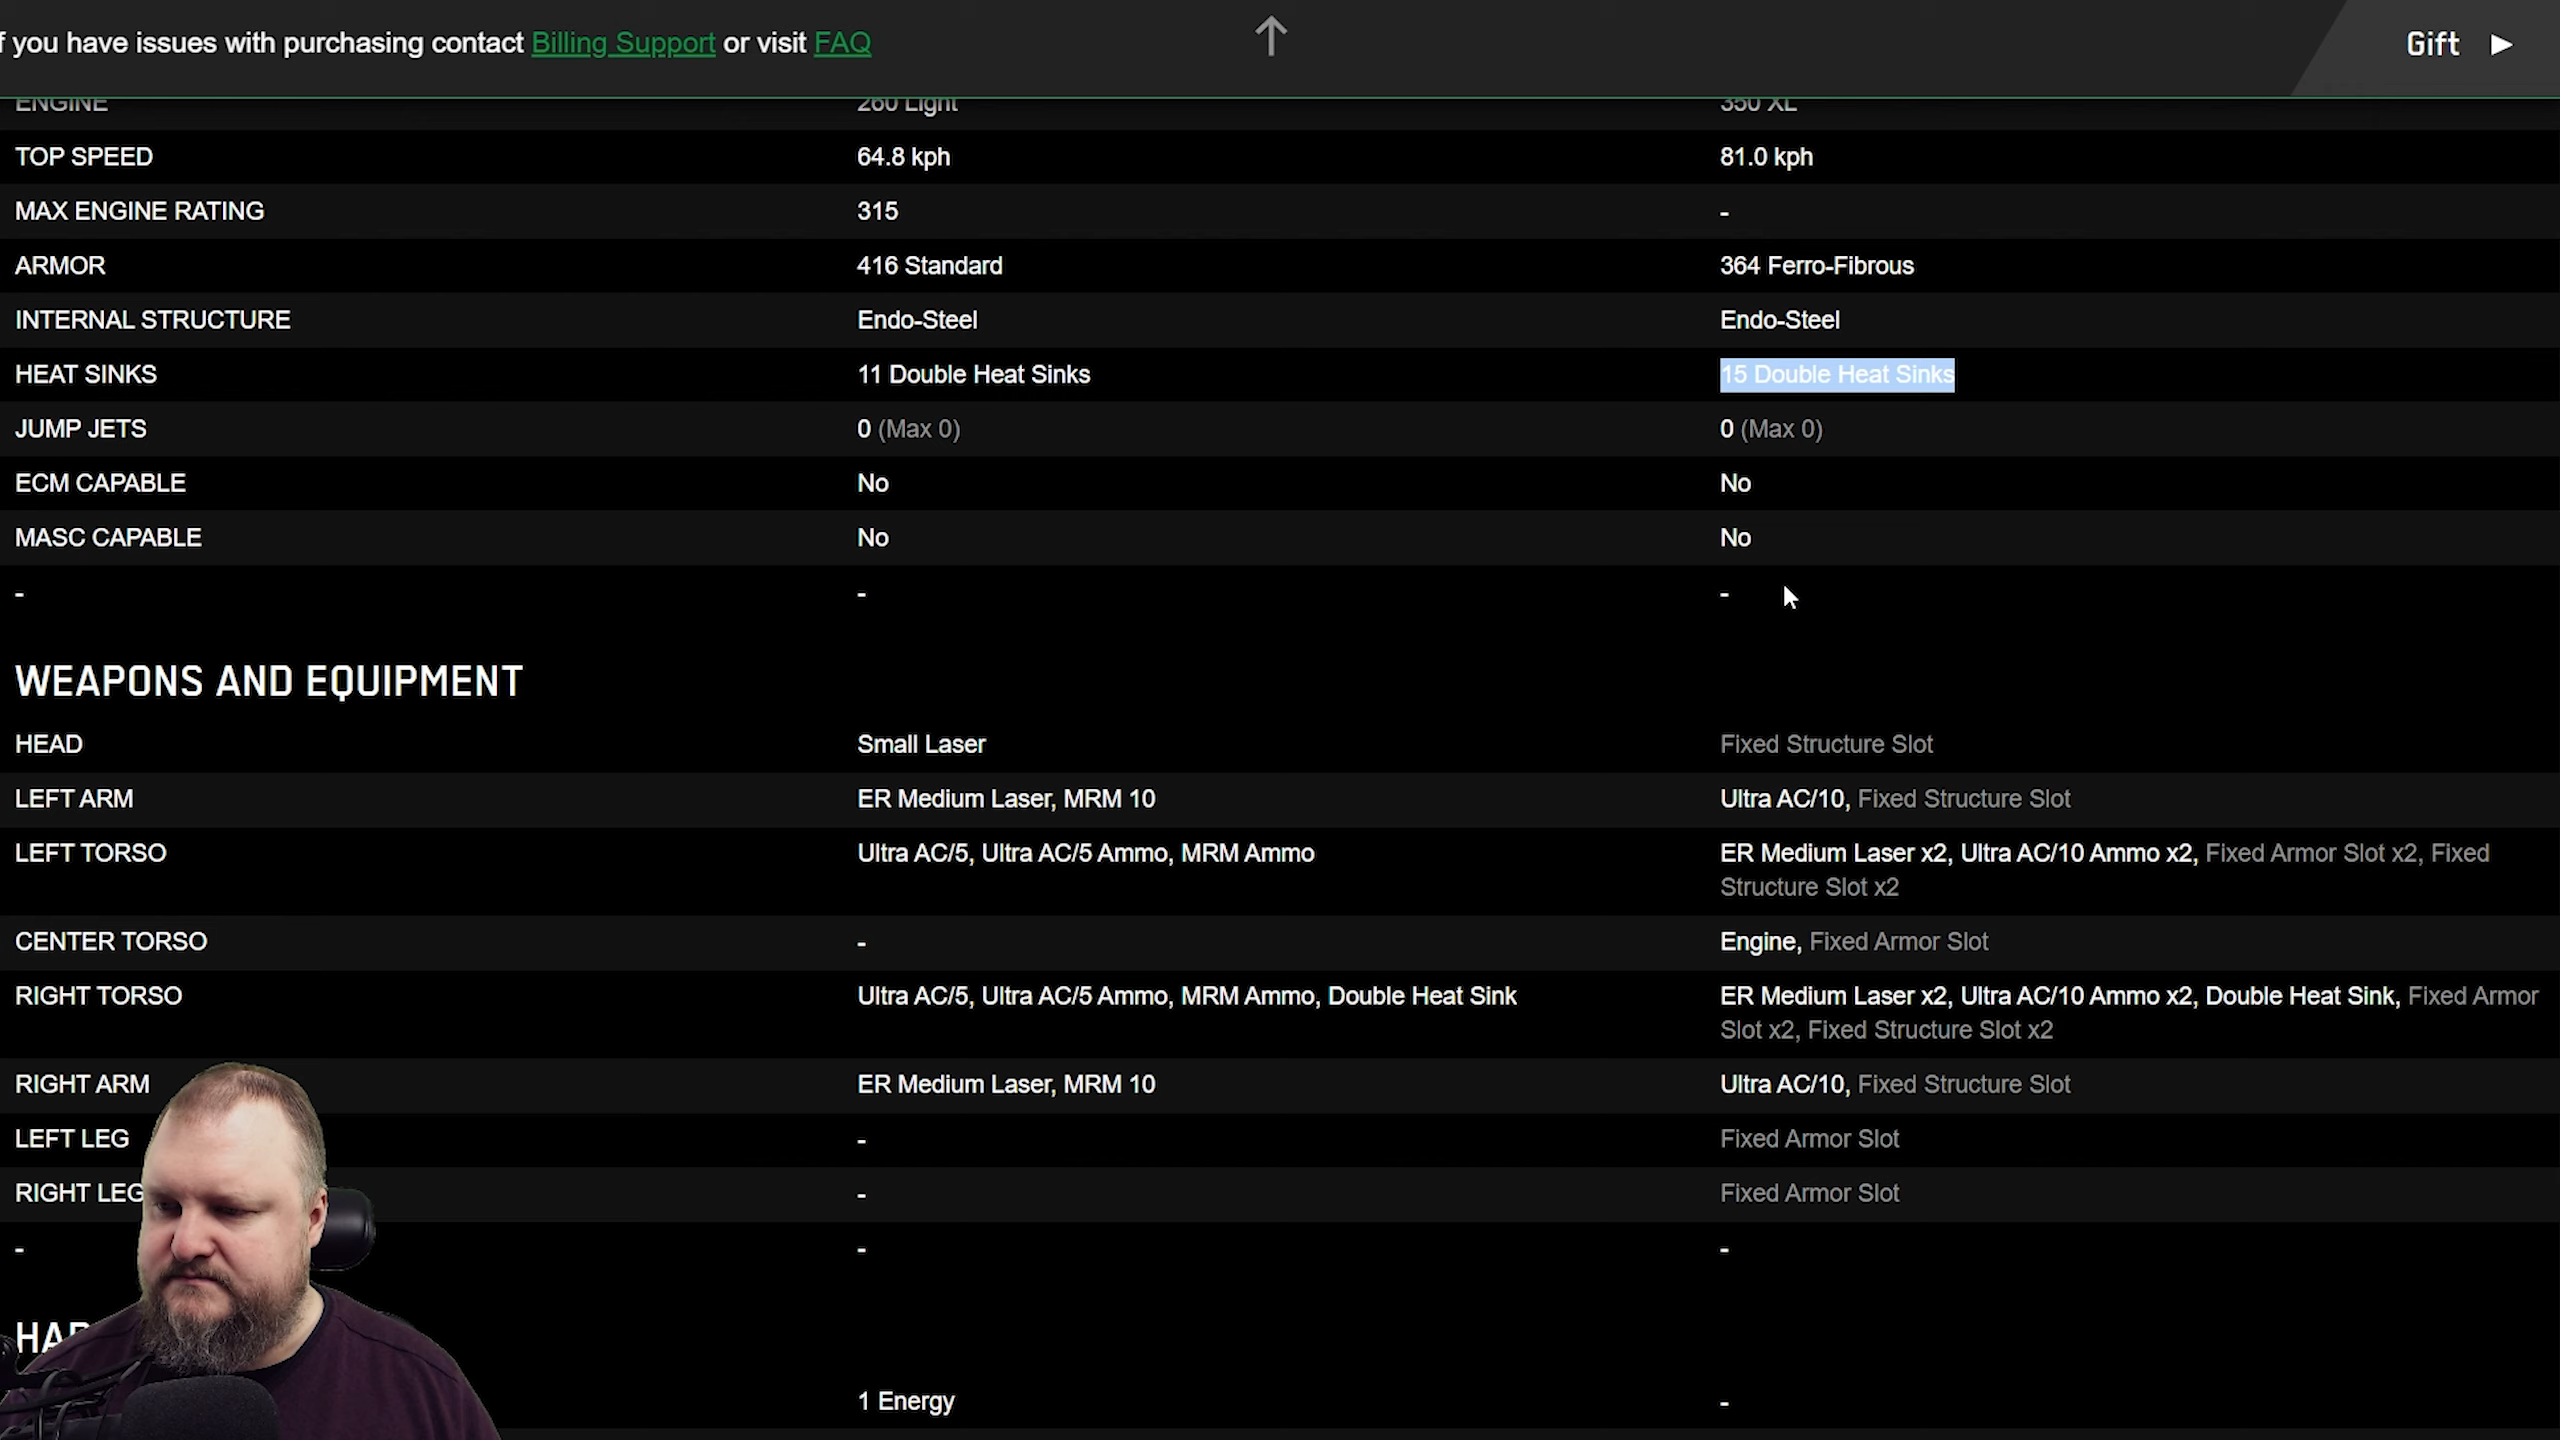 f you have issues with purchasing contact Billing Support or visit FAQ
Gift
ENGINE 260 Light 350 XL
TOP SPEED 64.8 kph 81.0 kph
MAX ENGINE RATING 315 -
ARMOR 416 Standard 364 Ferro-Fibrous
INTERNAL STRUCTURE Endo-Steel Endo-Steel
HEAT SINKS 11 Double Heat Sinks 15 Double Heat Sinks
JUMP JETS 0 (Max 0) 0 (Max 0)
ECM CAPABLE No No
MASC CAPABLE No No
- - -
WEAPONS AND EQUIPMENT
HEAD Small Laser Fixed Structure Slot
LEFT ARM ER Medium Laser, MRM 10 Ultra AC/10, Fixed Structure Slot
LEFT TORSO Ultra AC/5, Ultra AC/5 Ammo, MRM Ammo ER Medium Laser x2, Ultra AC/10 Ammo x2, Fixed Armor Slot x2, Fixed
Structure Slot x2
CENTER TORSO - Engine, Fixed Armor Slot
RIGHT TORSO Ultra AC/5, Ultra AC/5 Ammo, MRM Ammo, Double Heat Sink ER Medium Laser x2, Ultra AC/10 Ammo x2, Double Heat Sink, Fixed Armor
Slot x2, Fixed Structure Slot x2
RIGHT ARM ER Medium Laser, MRM 10 Ultra AC/10, Fixed Structure Slot
LEFT LEG - Fixed Armor Slot
RIGHT LEG - Fixed Armor Slot
- - -
1 Energy -